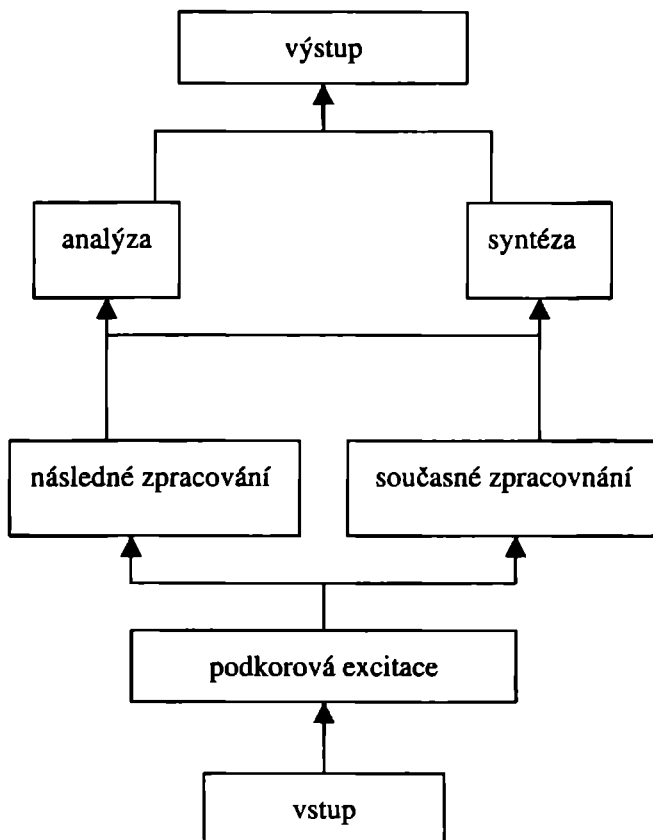 výstup
analýza
syntéza
následné zpracování
současné zpracovnání
podkorová excitace
vstup